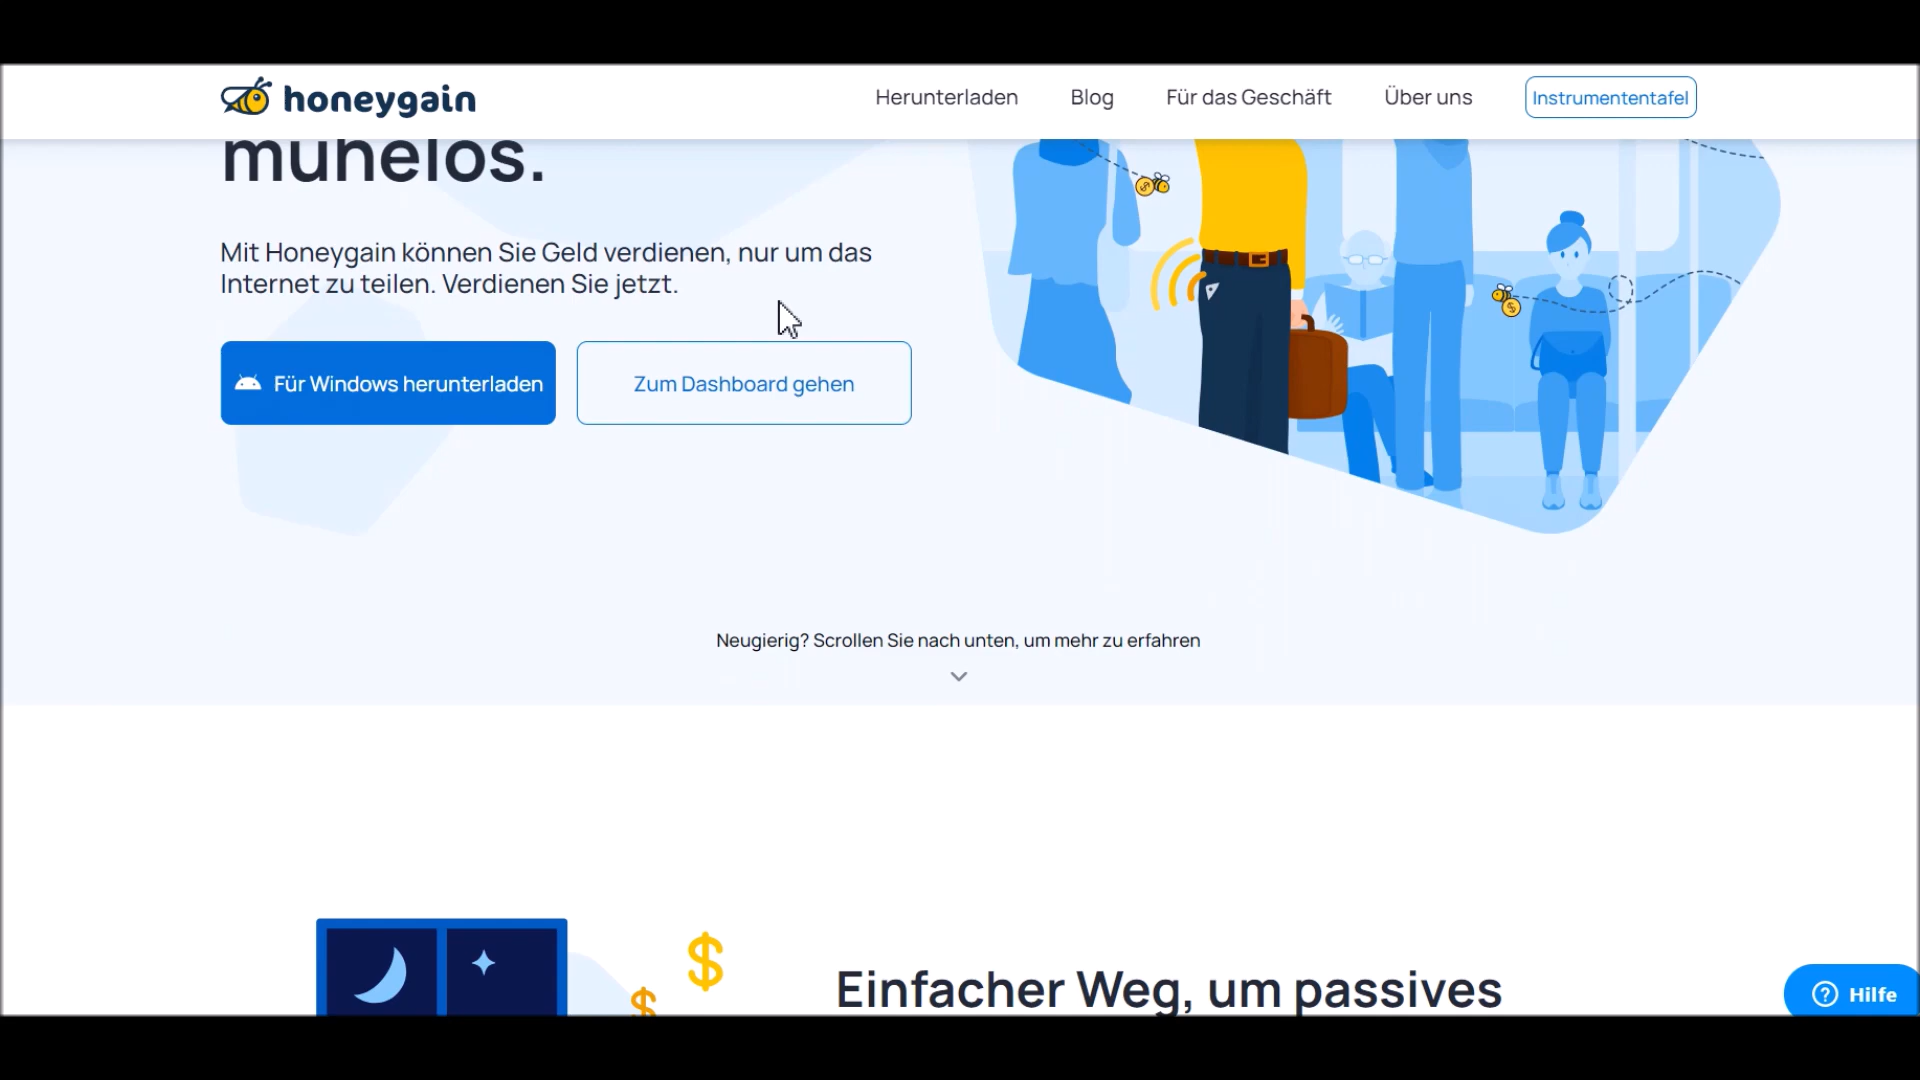 honeygain
Herunterladen
Blog
Für das Geschäft
Über uns
Instrumententafel
mühelos.
Mit Honeygain können Sie Geld verdienen, nur um das
Internet zu teilen. Verdienen Sie jetzt.
Für Windows herunterladen
Zum Dashboard gehen
Neugierig? Scrollen Sie nach unten, um mehr zu erfahren
Einfacher Weg, um passives
Hilfe